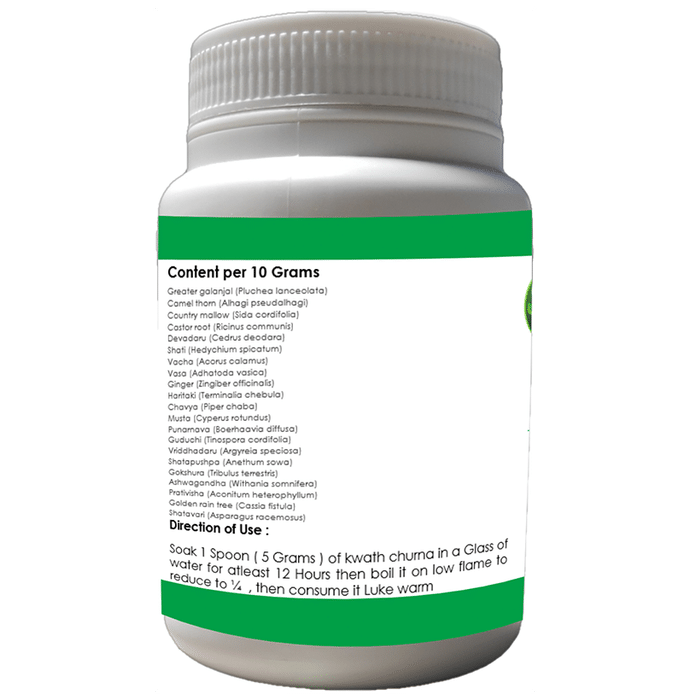 Content per 10 Grams
Greater galanjal (Pluchea lanceolata)
Camel thorn (Alhagi pseudalhagi)
Country mallow (Sida cordifolia)
Castor root (Ricinus communis)
Devadaru (Cedrus deodara)
Shati (Hedychium spicatum)
Vacha (Acorus calamus)
Vasa (Adhatoda vasica)
Ginger (Zingiber officinalis)
Haritaki (Terminalia chebula)
Chavya (Piper chaba)
Musta (Cyperus rotundus)
Punarnava (Boerhaavia diffusa)
Guduchi (Tinospora cordifolia)
Vriddhadaru (Argyreia speciosa)
Shatapushpa (Anethum sowa)
Gokshura (Tribulus terrestris)
Ashwagandha (Withania somnifera)
Prativisha (Aconitum heterophyllum)
Golden rain tree (Cassia fistula)
Shatavari (Asparagus racemosus)
Direction of Use :
Soak 1 Spoon ( 5 Grams ) of kwath churna in a Glass of
water for atleast 12 Hours then boil it on low flame to
reduce to ¼ , then consume it Luke warm